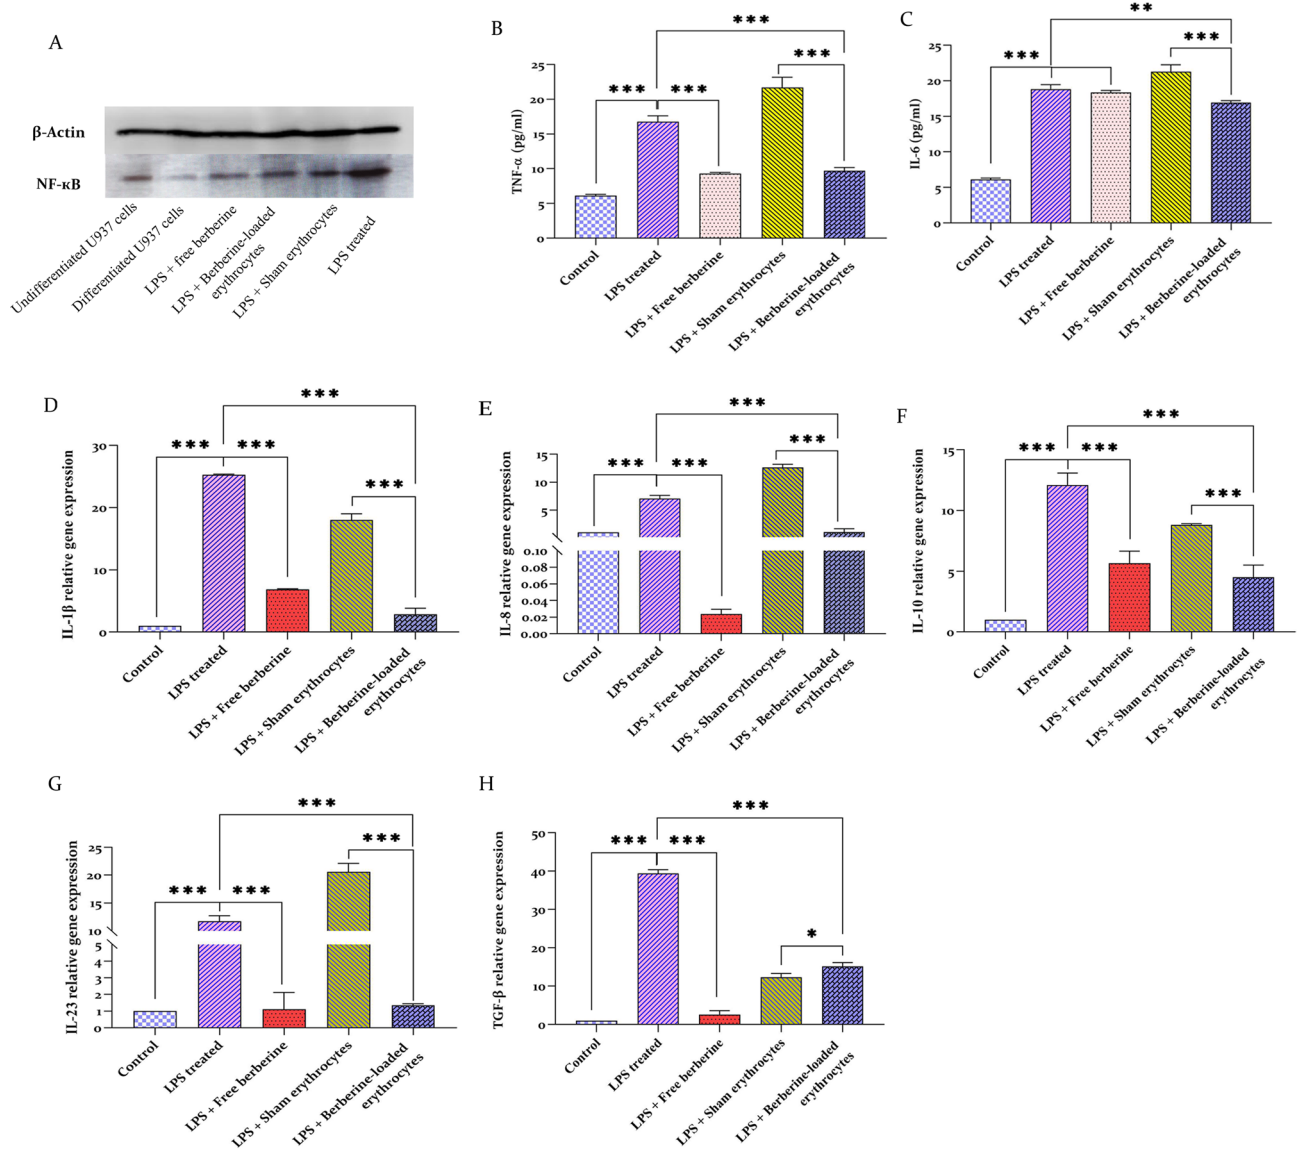 A
β-Actin
NF-κB
Undifferentiated U937 cells
Differentiated U937 cells
LPS + free berberine
LPS + Berberine-loaded
erythrocytes
LPS + Sham erythrocytes
LPS treated
B
***
***
***
***
TNF-α (pg/ml)
25
20
15
10
5
0
Control
LPS treated
LPS + Free berberine
LPS + Sham erythrocytes
LPS + Berberine-loaded
erythrocytes
C
**
***
***
IL-6 (pg/ml)
25
20
15
10
5
0
Control
LPS treated
LPS + Free berberine
LPS + Sham erythrocytes
LPS + Berberine-loaded
erythrocytes
D
***
***
***
***
IL-1β relative gene expression
30
20
10
0
Control
LPS treated
LPS + Free berberine
LPS + Sham erythrocytes
LPS + Berberine-loaded
erythrocytes
E
***
***
***
***
IL-8 relative gene expression
15
10
5
0.10
0.08
0.06
0.04
0.02
0.00
Control
LPS treated
LPS + Free berberine
LPS + Sham erythrocytes
LPS + Berberine-loaded
erythrocytes
F
***
***
***
***
IL-10 relative gene expression
15
10
5
0
Control
LPS treated
LPS + Free berberine
LPS + Sham erythrocytes
LPS + Berberine-loaded
erythrocytes
G
***
***
***
***
IL-23 relative gene expression
25
20
15
10
5
4
3
2
1
0
Control
LPS treated
LPS + Free berberine
LPS + Sham erythrocytes
LPS + Berberine-loaded
erythrocytes
H
***
***
***
*
TGF-β relative gene expression
50
40
30
20
10
0
Control
LPS treated
LPS + Free berberine
LPS + Sham erythrocytes
LPS + Berberine-loaded
erythrocytes